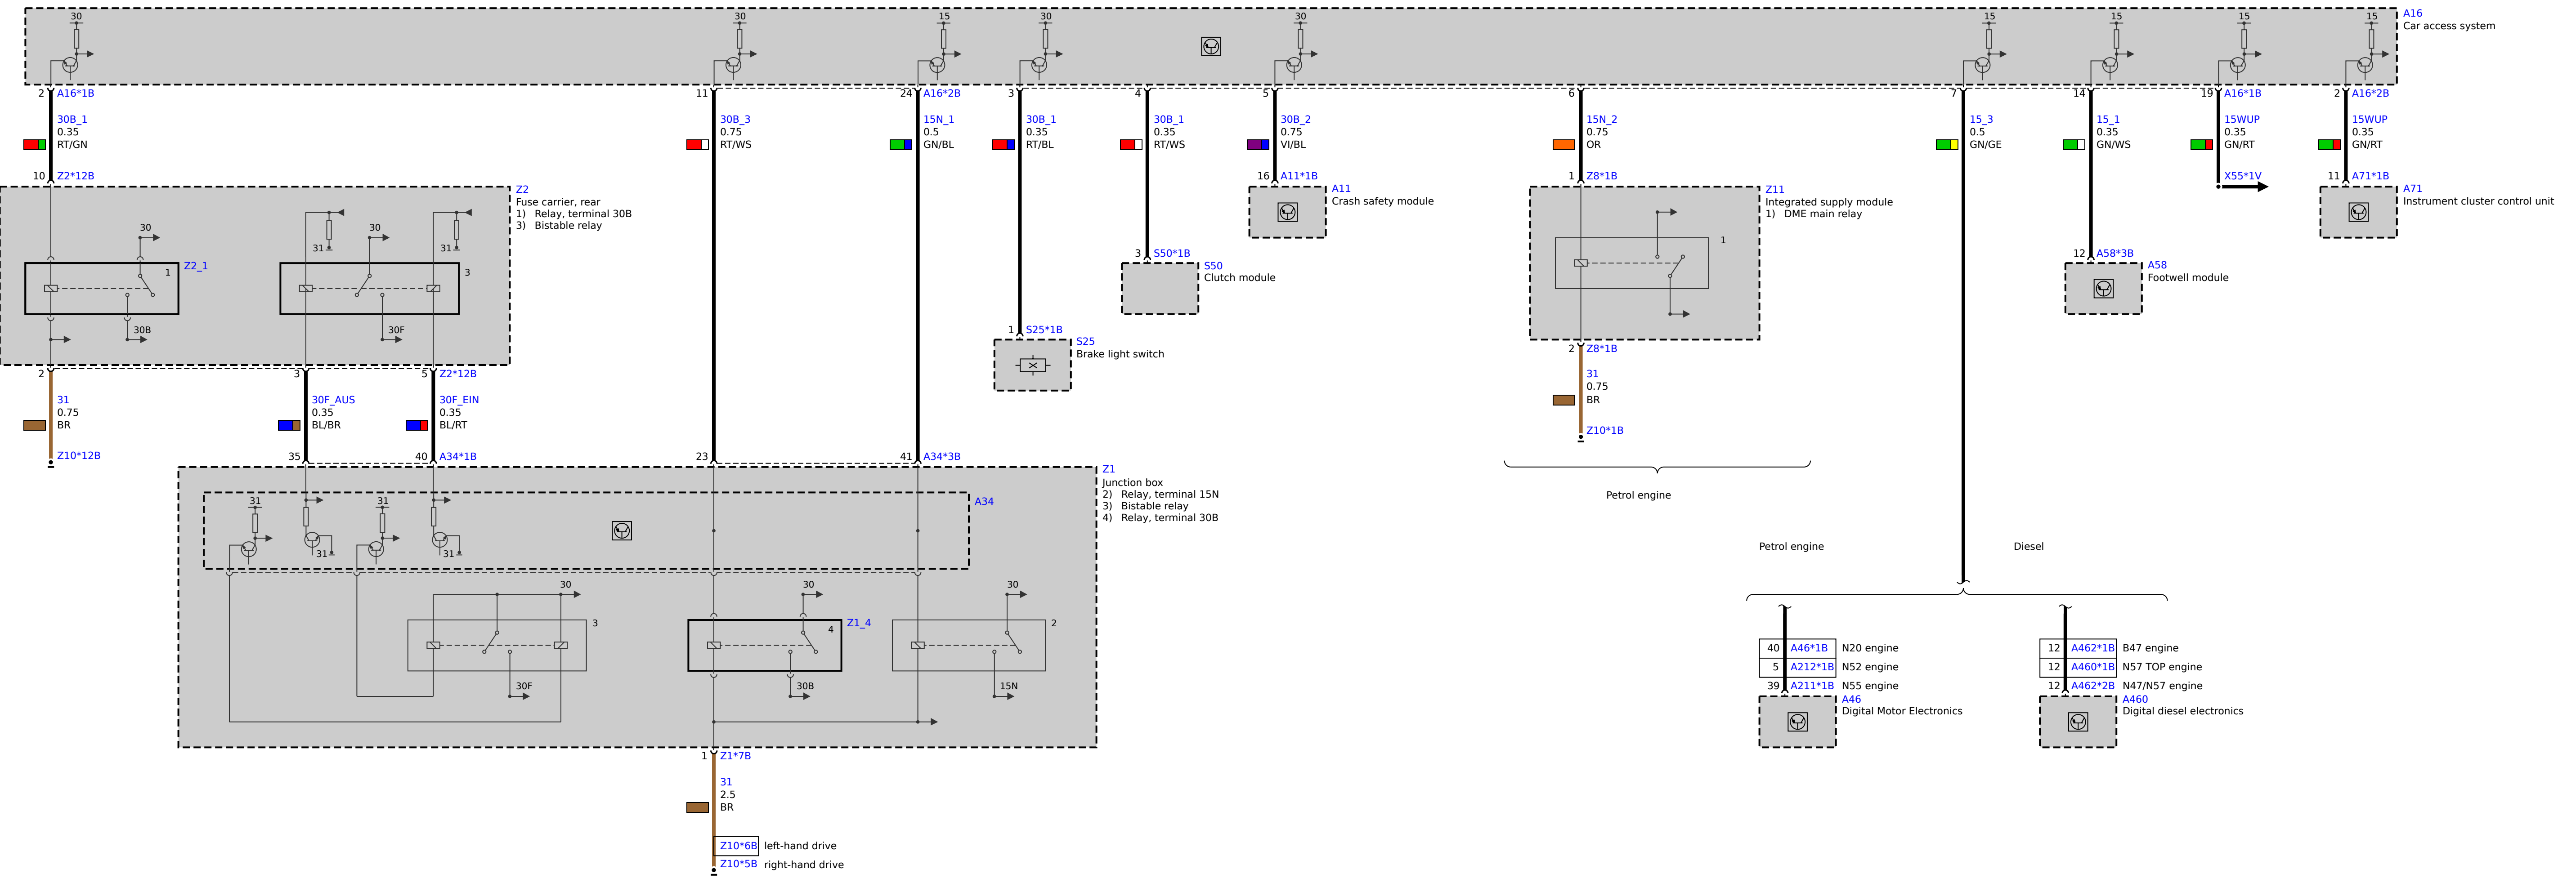 30
30
15
30
30
15
15
15
15
A16
Car access system
2 A16*1B
11
24 A16*2B
3
4
5
6
7
14
19 A16*1B
2 A16*2B
30B_1
0.35
RT/GN
30B_3
0.75
RT/WS
15N_1
0.5
GN/BL
30B_1
0.35
RT/BL
30B_1
0.35
RT/WS
30B_2
0.75
VI/BL
15N_2
0.75
OR
15_3
0.5
GN/GE
15_1
0.35
GN/WS
15WUP
0.35
GN/RT
15WUP
0.35
GN/RT
10 Z2*12B
16 A11*1B
1 Z8*1B
X55*1V
11 A71*1B
Z2
Fuse carrier, rear
1) Relay, terminal 30B
3) Bistable relay
A11
Crash safety module
Z11
Integrated supply module
1) DME main relay
A71
Instrument cluster control unit
30
31
30
31
1
Z2_1
3
30B
30F
3 S50*1B
S50
Clutch module
1
12 A58*3B
A58
Footwell module
1 S25*1B
S25
Brake light switch
2 Z8*1B
31
0.75
BR
Z10*1B
Petrol engine
2
3
5 Z2*12B
31
0.75
BR
30F_AUS
0.35
BL/BR
30F_EIN
0.35
BL/RT
Z10*12B
35
40 A34*1B
23
41 A34*3B
Z1
Junction box
2) Relay, terminal 15N
3) Bistable relay
4) Relay, terminal 30B
A34
31
31
31
31
30
30
30
3
4
Z1_4
2
30F
30B
15N
1 Z1*7B
31
2.5
BR
Z10*6B left-hand drive
Z10*5B right-hand drive
Petrol engine
Diesel
40 A46*1B N20 engine
5 A212*1B N52 engine
39 A211*1B N55 engine
A46
Digital Motor Electronics
12 A462*1B B47 engine
12 A460*1B N57 TOP engine
12 A462*2B N47/N57 engine
A460
Digital diesel electronics